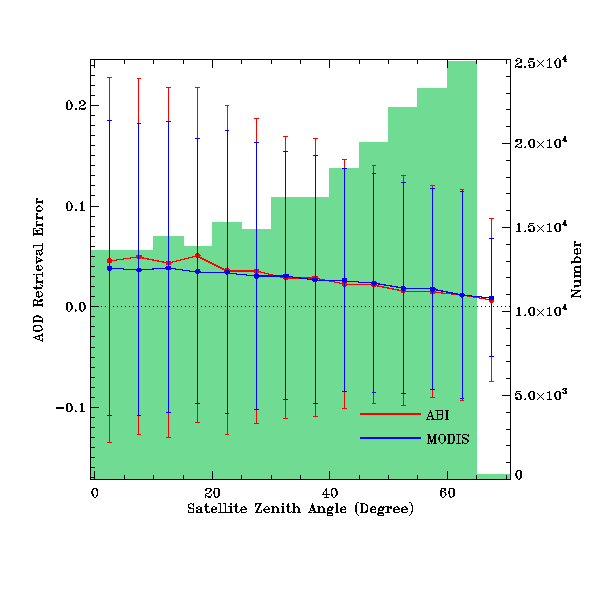 2.5×10⁴
0.2
2.0×10⁴
0.1
1.5×10⁴
AOD Retrieval Error
Number
0.0
1.0×10⁴
5.0×10³
-0.1
ABI
MODIS
0
0
20
40
60
Satellite Zenith Angle (Degree)